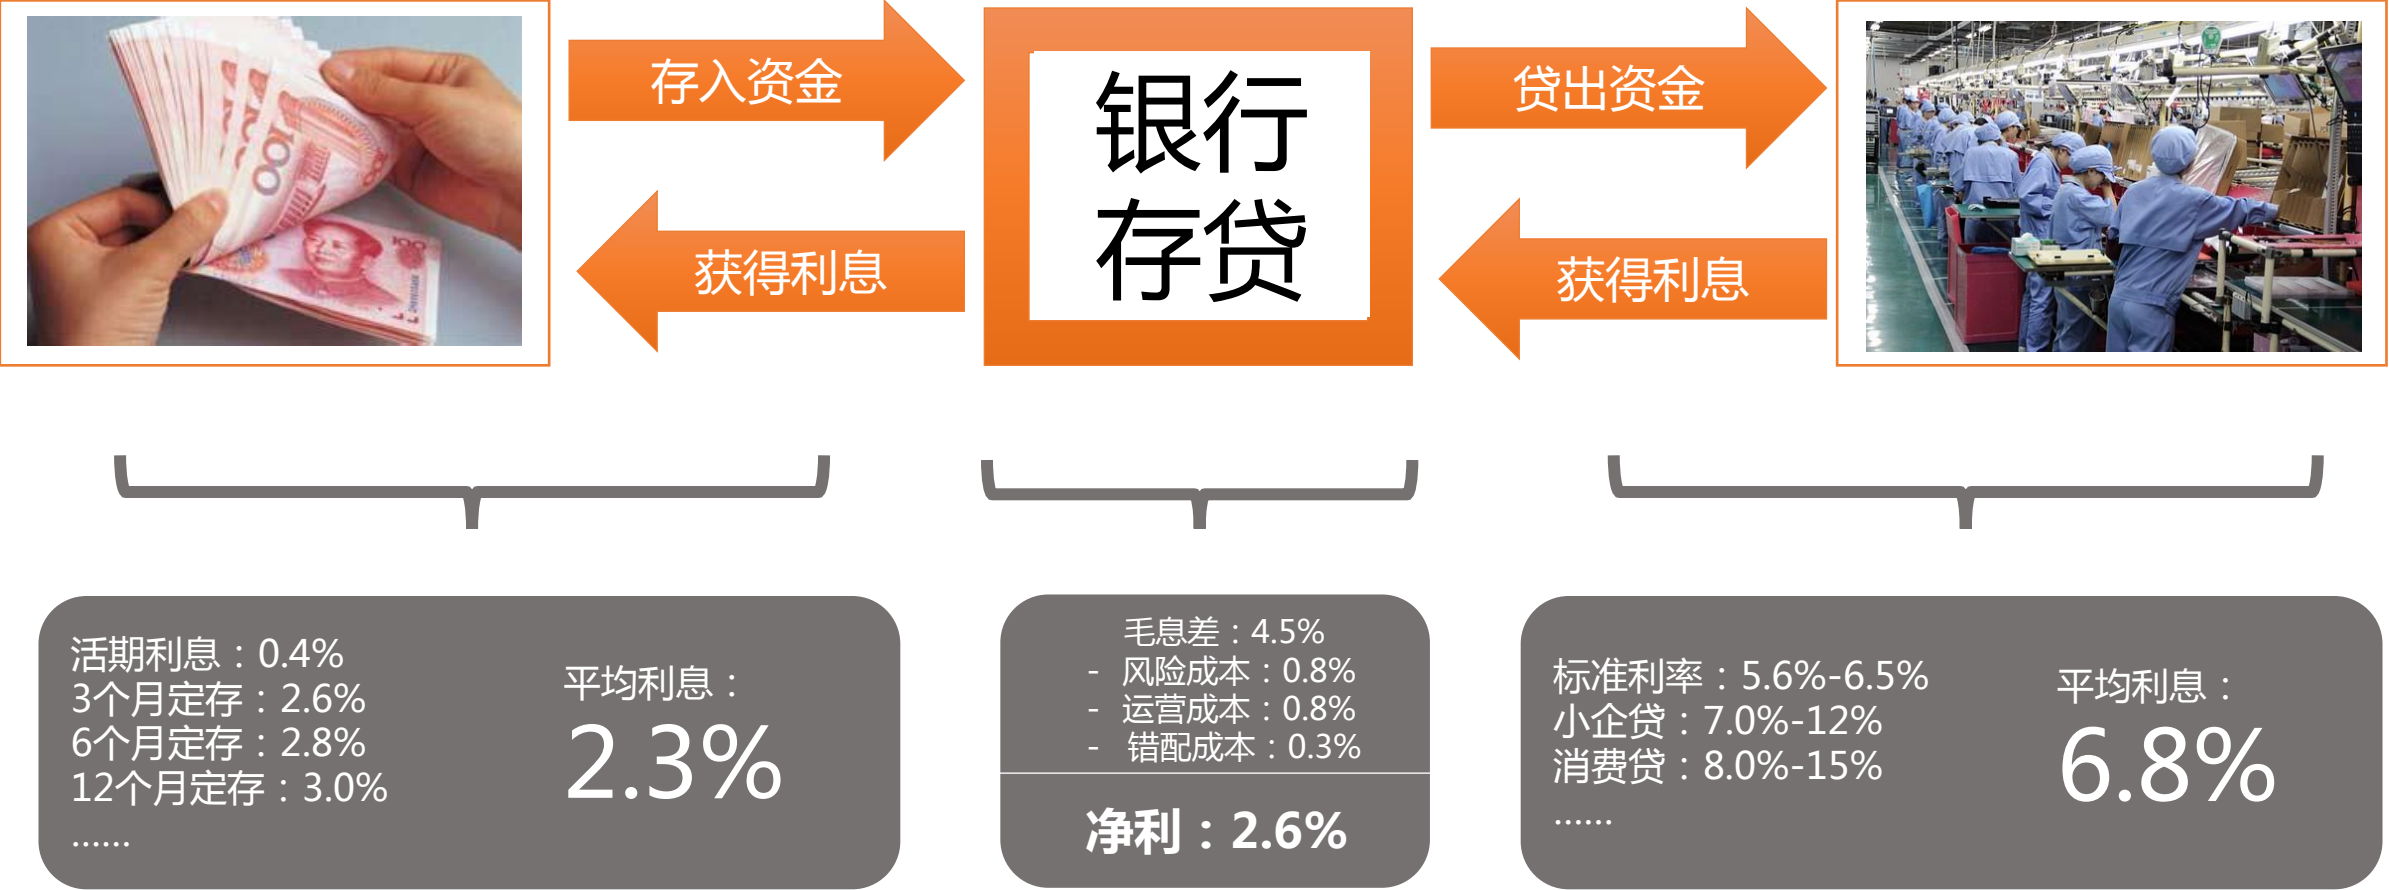 存入资金
获得利息
银行
存贷
贷出资金
获得利息
活期利息：0.4%
3个月定存：2.6%
6个月定存：2.8%
12个月定存：3.0%
……
平均利息：
2.3%
毛息差：4.5%
- 风险成本：0.8%
- 运营成本：0.8%
- 错配成本：0.3%
净利：2.6%
标准利率：5.6%-6.5%
小企贷：7.0%-12%
消费贷：8.0%-15%
……
平均利息：
6.8%
100
100